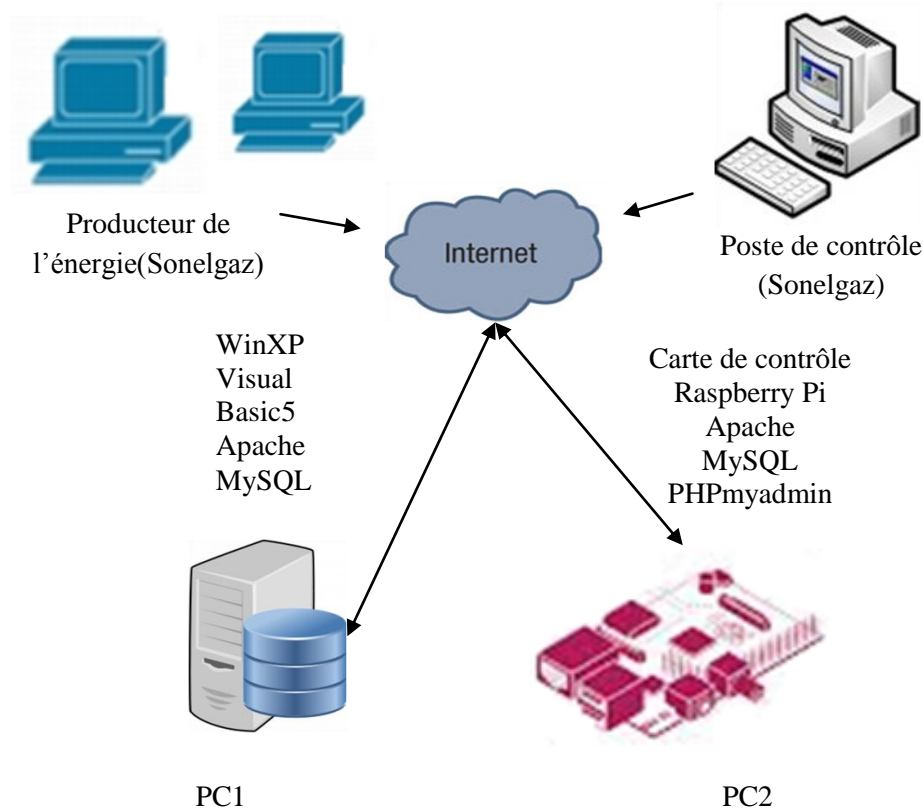 Producteur de
l’énergie(Sonelgaz)
Internet
Poste de contrôle
(Sonelgaz)
WinXP
Visual
Basic5
Apache
MySQL
Carte de contrôle
Raspberry Pi
Apache
MySQL
PHPmyadmin
PC1
PC2